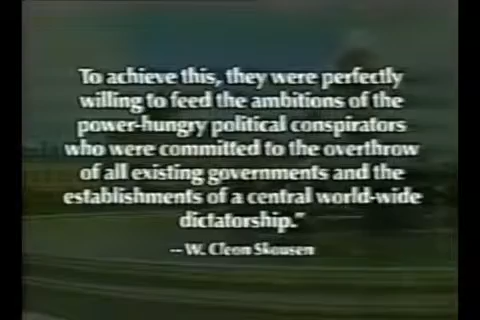 To achieve this, they were perfectly
willing to feed the ambitions of the
power-hungry political conspirators
who were committed to the overthrow
of all existing governments and the
establishments of a central world-wide
dictatorship."
-- W. Cleon Skousen